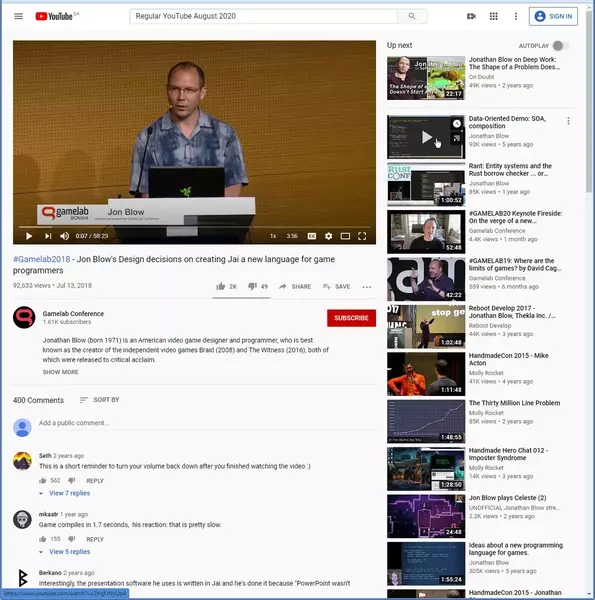 YouTube CA
Regular YouTube August 2020
SIGN IN
gamelab
BCN2018
Jon Blow
0:07 / 58:23
1x
3:56
#Gamelab2018 - Jon Blow's Design decisions on creating Jai a new language for game
programmers
92,633 views • Jul 13, 2018
2K
49
SHARE
SAVE
Gamelab Conference
1.61K subscribers
SUBSCRIBE
Jonathan Blow (born 1971) is an American video game designer and programmer, who is best
known as the creator of the independent video games Braid (2008) and The Witness (2016), both of
which were released to critical acclaim.
SHOW MORE
400 Comments
SORT BY
Add a public comment...
Seth 2 years ago
This is a short reminder to turn your volume back down after you finished watching the video :)
562
REPLY
View 7 replies
mkaatr 1 year ago
Game compiles in 1.7 seconds, his reaction: that is pretty slow.
155
REPLY
View 5 replies
Berkano 2 years ago
Interestingly, the presentation software he uses is written in Jai and he's done it because "PowerPoint wasn't
Up next
AUTOPLAY
22:17
Jonathan Blow on Deep Work:
The Shape of a Problem Does...
On Doubt
49K views • 2 years ago
Data-Oriented Demo: SOA,
composition
Jonathan Blow
93K views • 5 years ago
1:00:52
Rant: Entity systems and the
Rust borrow checker ... or...
Jonathan Blow
85K views • 1 year ago
52:48
#GAMELAB20 Keynote Fireside:
On the verge of a new...
Gamelab Conference
4.4K views • 1 month ago
42:22
#GAMELAB19: Where are the
limits of games? by David Cag...
Gamelab Conference
559 views • 6 months ago
1:02:48
Reboot Develop 2017 -
Jonathan Blow, Thekla Inc. /...
Reboot Develop
44K views • 3 years ago
1:11:48
HandmadeCon 2015 - Mike
Acton
Molly Rocket
41K views • 4 years ago
1:48:55
The Thirty Million Line Problem
Molly Rocket
85K views • 2 years ago
1:28:50
Handmade Hero Chat 012 -
Imposter Syndrome
Molly Rocket
14K views • 3 years ago
24:48
Jon Blow plays Celeste (2)
UNOFFICIAL Jonathan Blow stre...
2.2K views • 2 years ago
1:55:24
Ideas about a new programming
language for games.
Jonathan Blow
305K views • 5 years ago